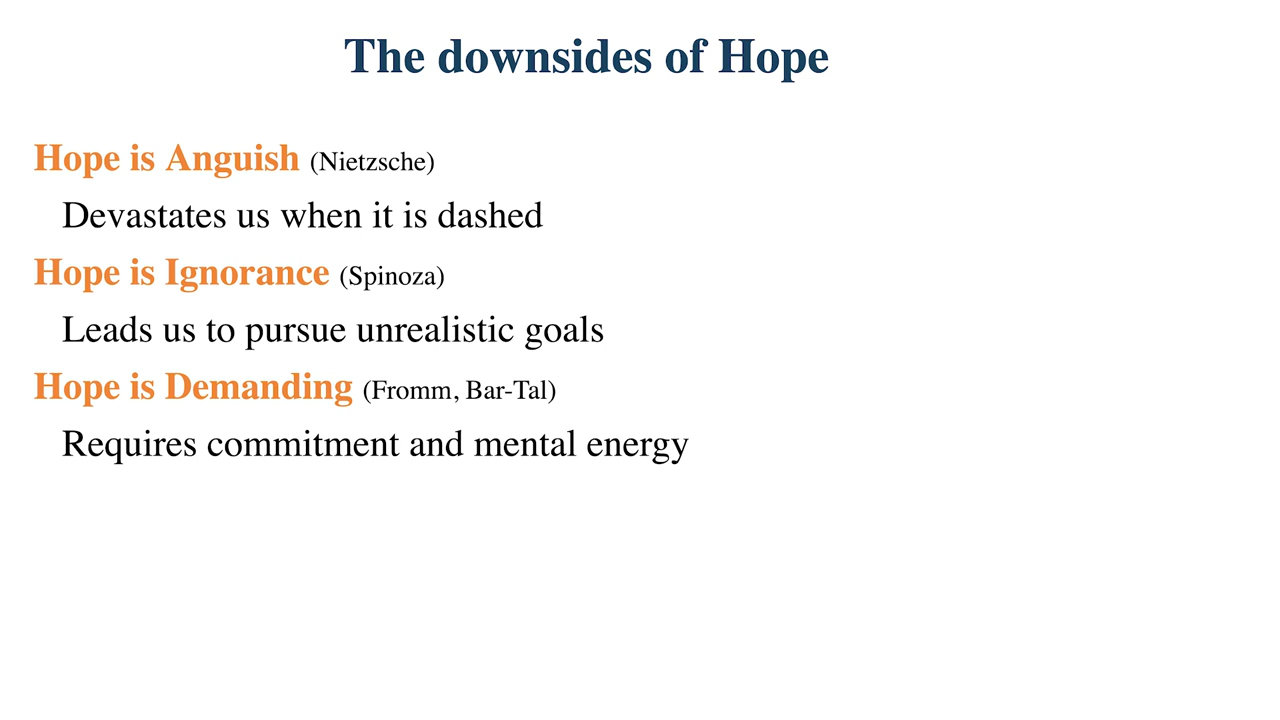 The downsides of Hope
Hope is Anguish (Nietzsche)
Devastates us when it is dashed
Hope is Ignorance (Spinoza)
Leads us to pursue unrealistic goals
Hope is Demanding (Fromm, Bar-Tal)
Requires commitment and mental energy